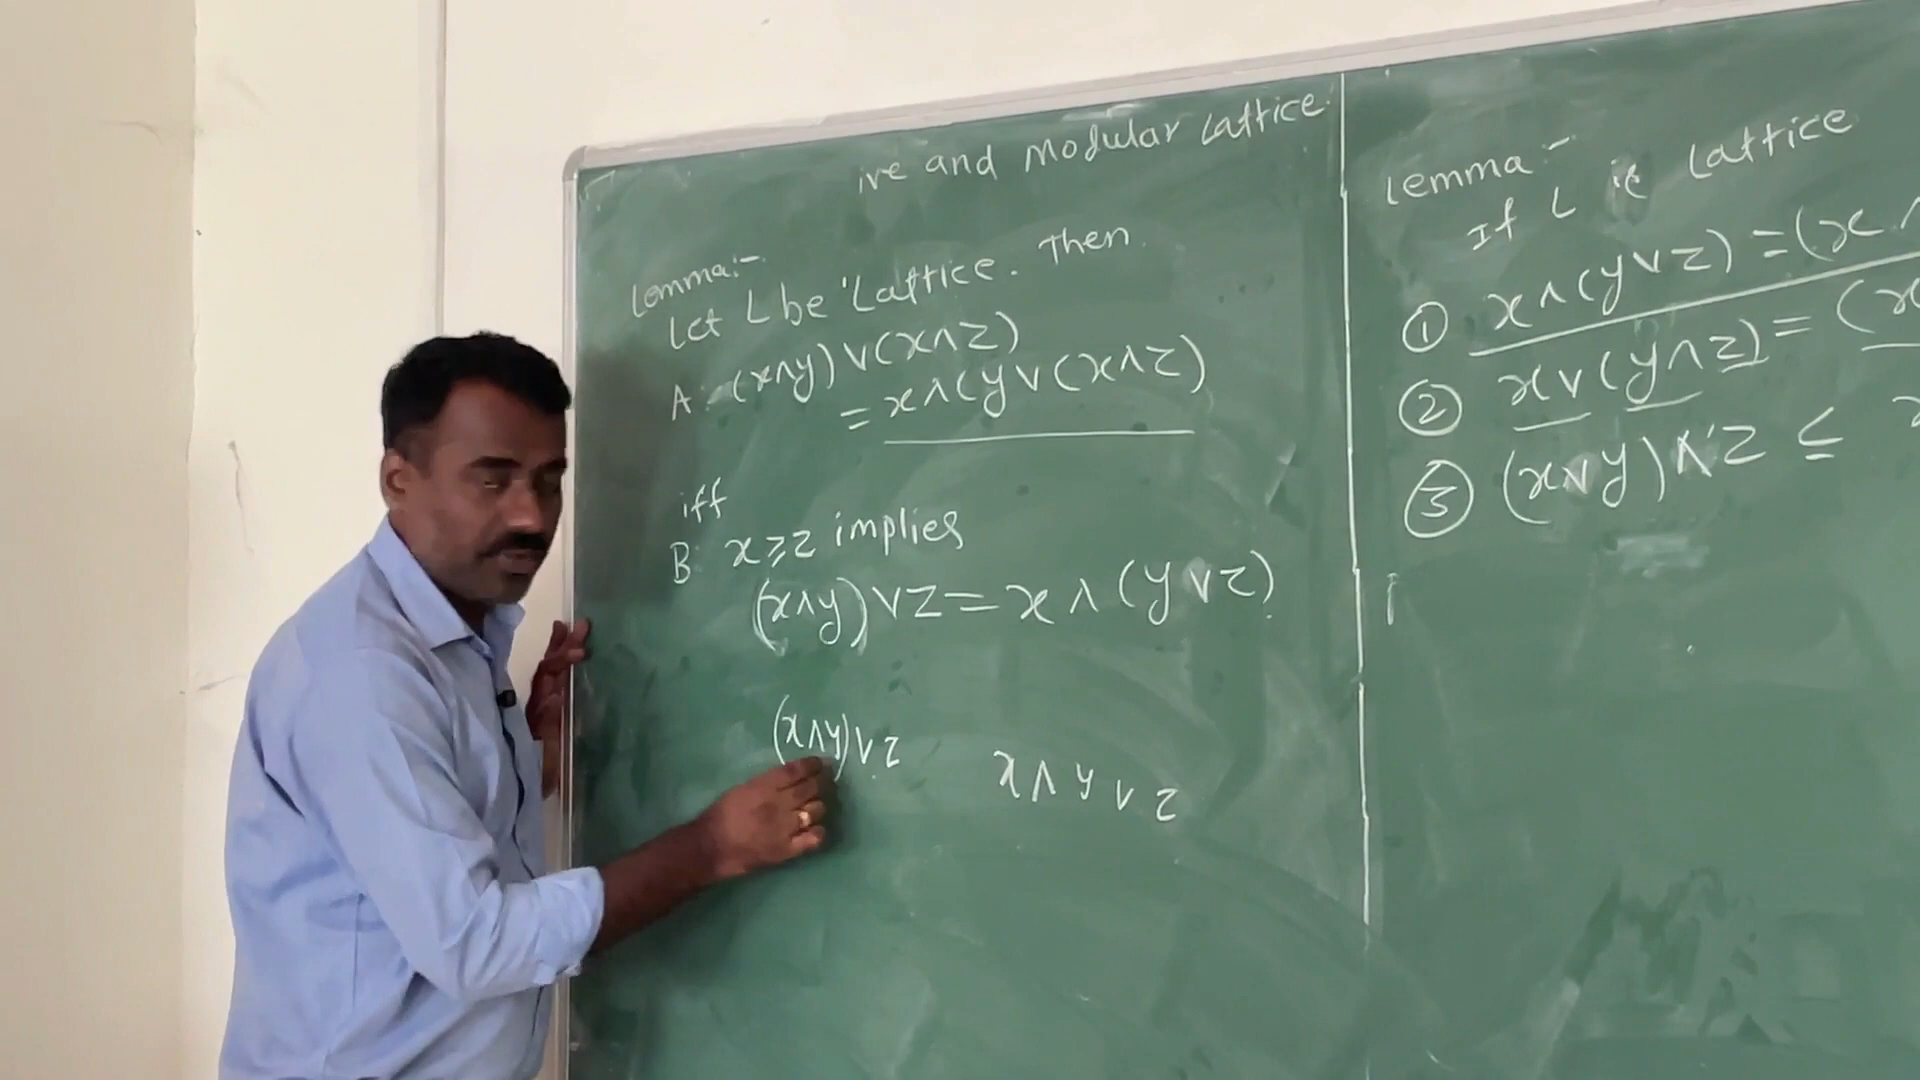 ive and Modular Lattice.
Lemma:-
Let L be Lattice. Then
A: (x∧y)∨(x∧z)
= x∧(y∨(x∧z)
iff
B: x≥z implies
(x∧y)∨z = x∧(y∨z)
(x∧y)∨z
x∧y∨z
Lemma:-
If L is Lattice
① x∧(y∨z) = (x∧
② x∨(y∧z) = (x
③ (x∨y)∧z ≤ x